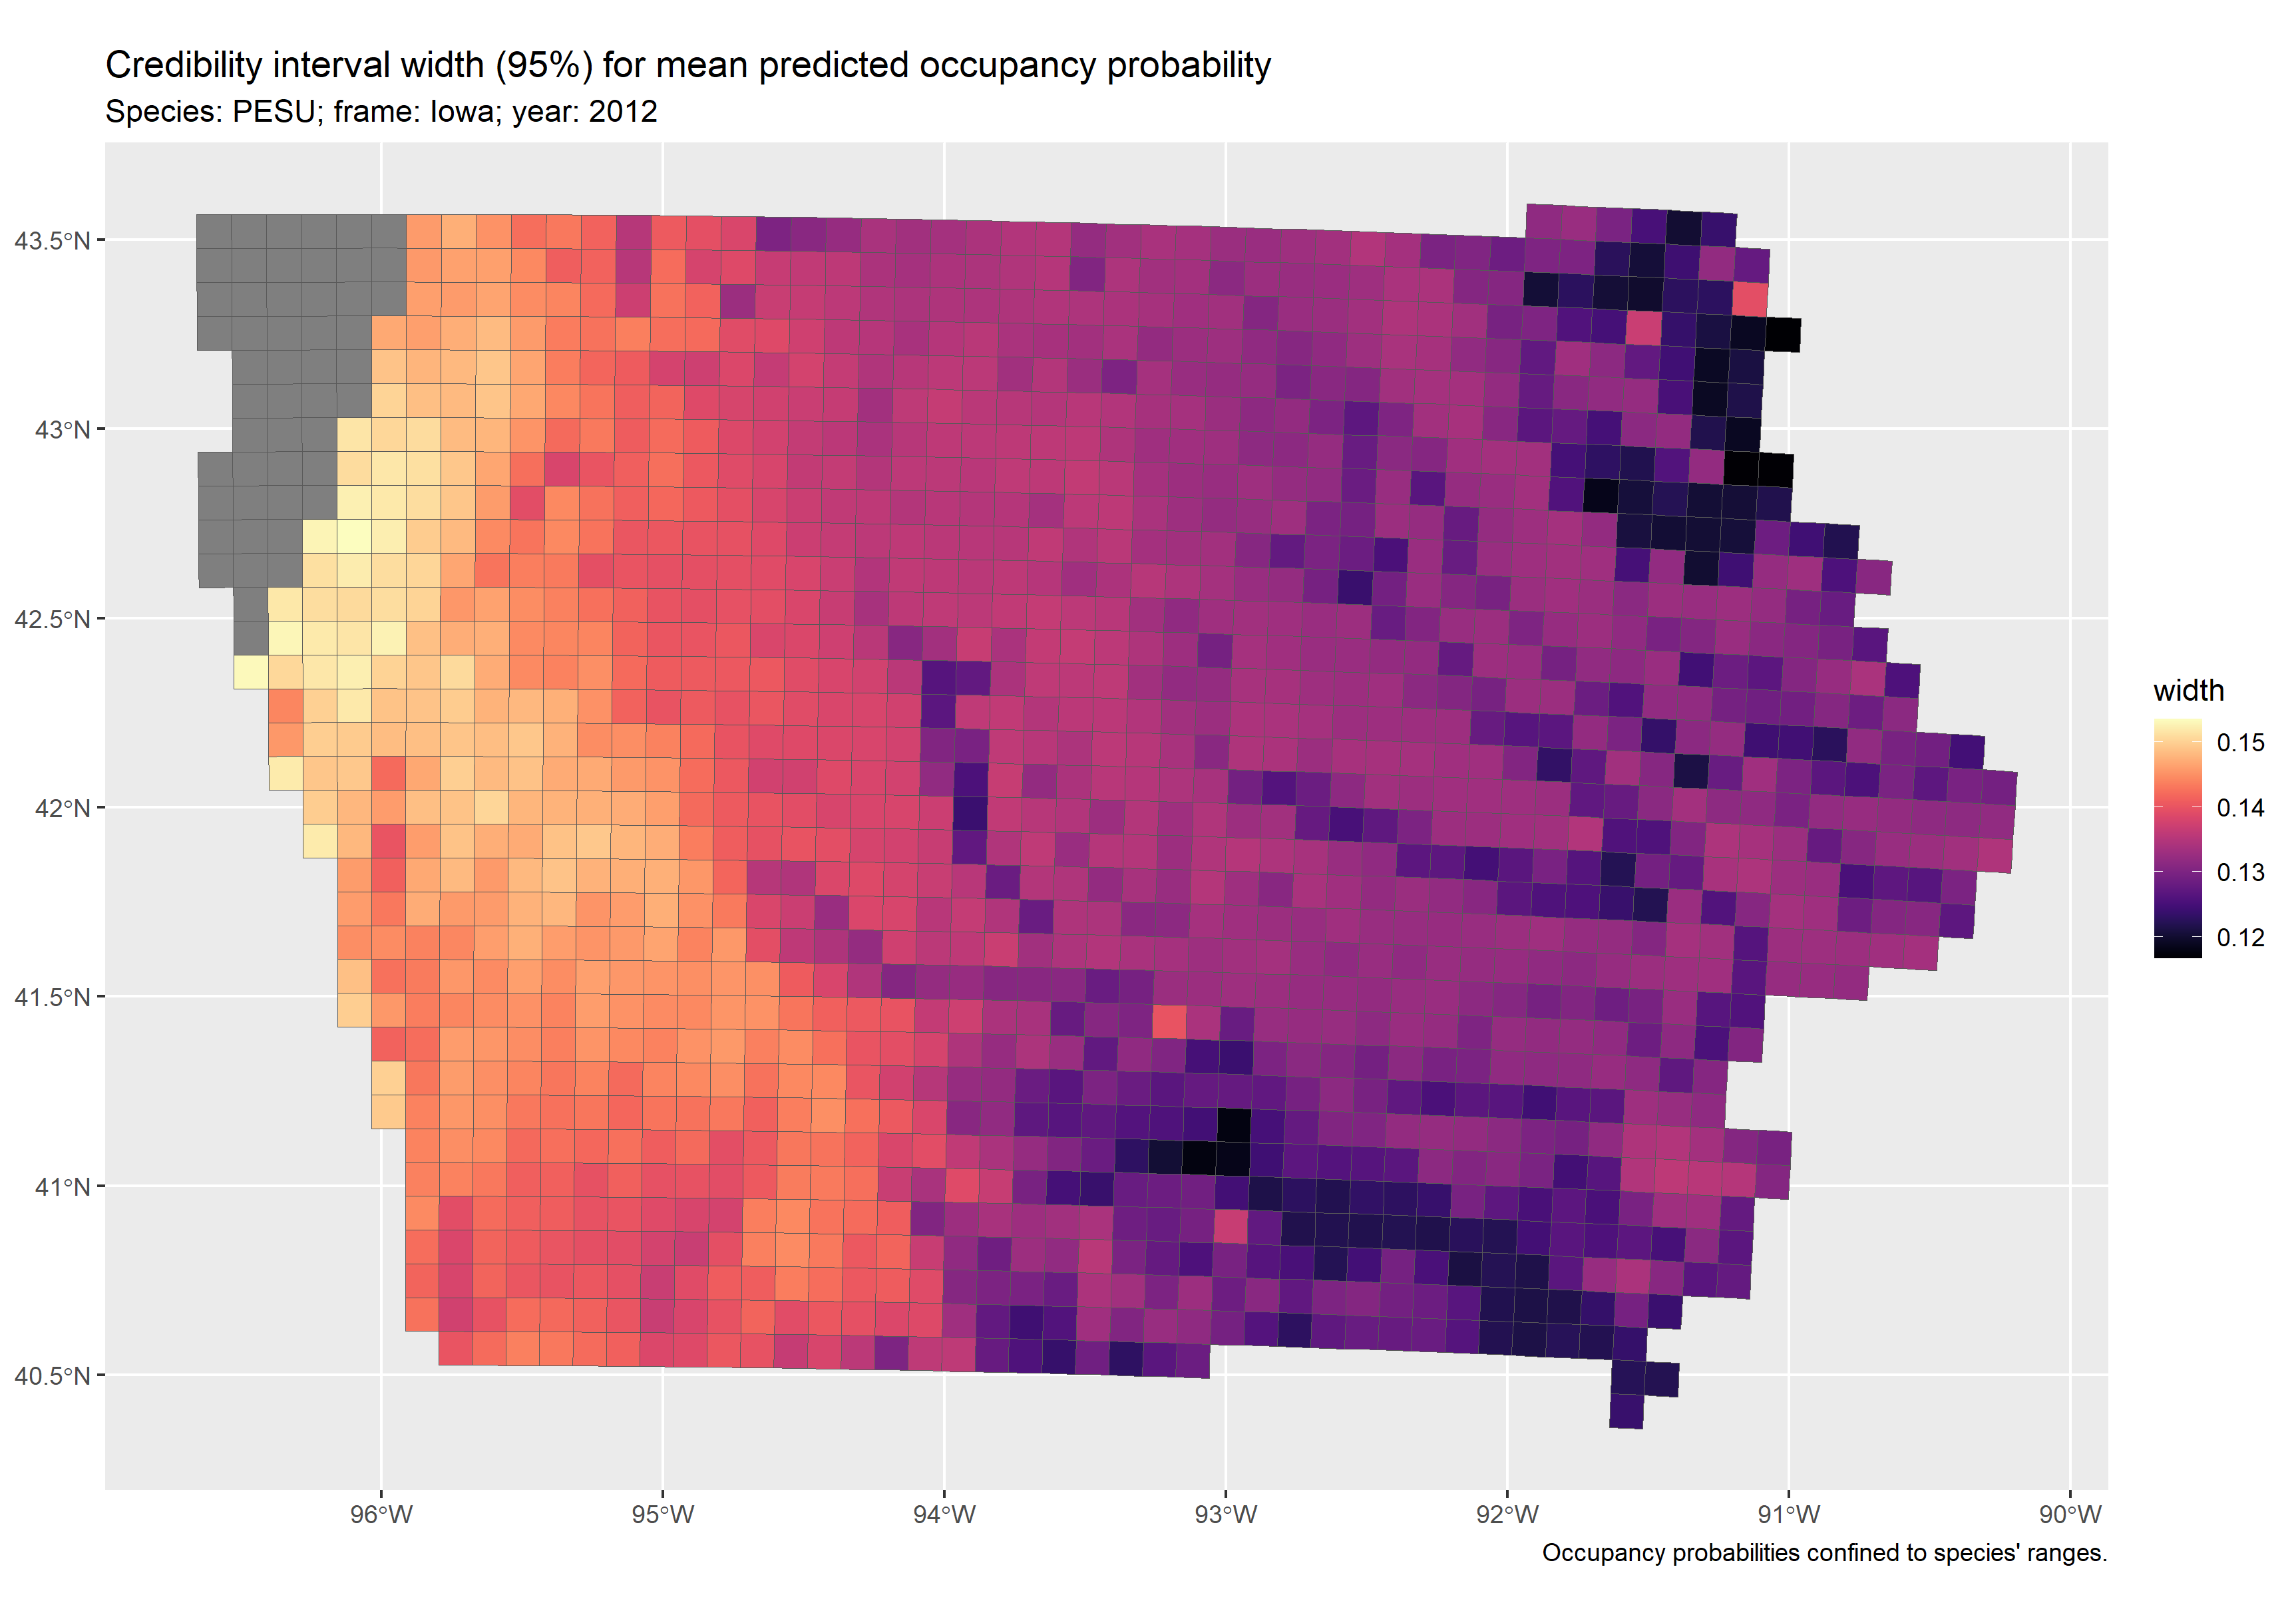 Credibility interval width (95%) for mean predicted occupancy probability
Species: PESU; frame: Iowa; year: 2012
43.5°N
43°N
42.5°N
42°N
41.5°N
41°N
40.5°N
96°W
95°W
94°W
93°W
92°W
91°W
90°W
width
0.15
0.14
0.13
0.12
Occupancy probabilities confined to species' ranges.